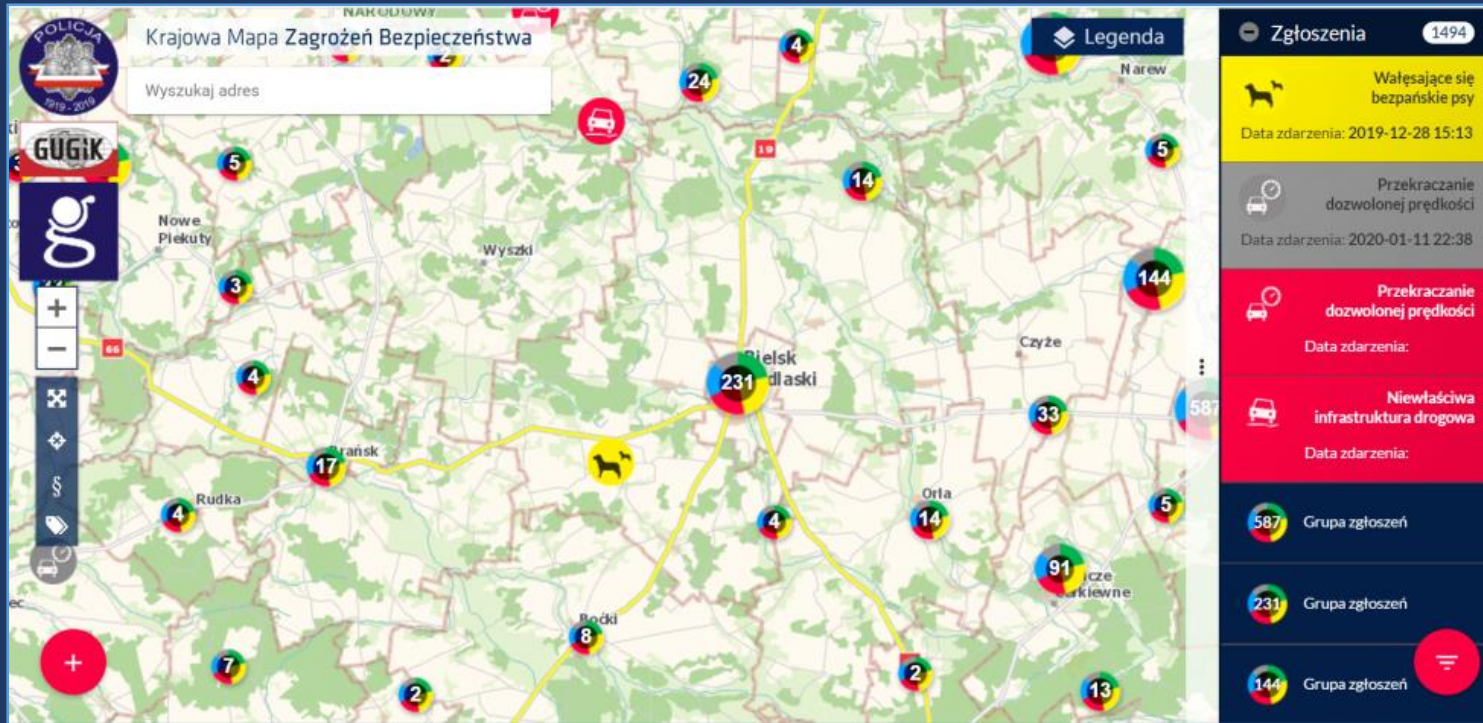 POLICJA
1919 - 2019
GUGiK
Krajowa Mapa Zagrożeń Bezpieczeństwa
Wyszukaj adres
NARODOWY
2
24
4
Legenda
Narew
5
19
14
5
Nowe
Piekuty
Wyszki
3
144
66
4
Bielsk
231
Czyże
33
587
17
Rudka
4
4
Orla
14
5
91
Boćki
8
7
2
2
13
+
−
§
+
Zgłoszenia 1494
Wałęsające się
bezpańskie psy
Data zdarzenia: 2019-12-28 15:13
Przekraczanie
dozwolonej prędkości
Data zdarzenia: 2020-01-11 22:38
Przekraczanie
dozwolonej prędkości
Data zdarzenia:
Niewłaściwa
infrastruktura drogowa
Data zdarzenia:
587 Grupa zgłoszeń
231 Grupa zgłoszeń
144 Grupa zgłoszeń